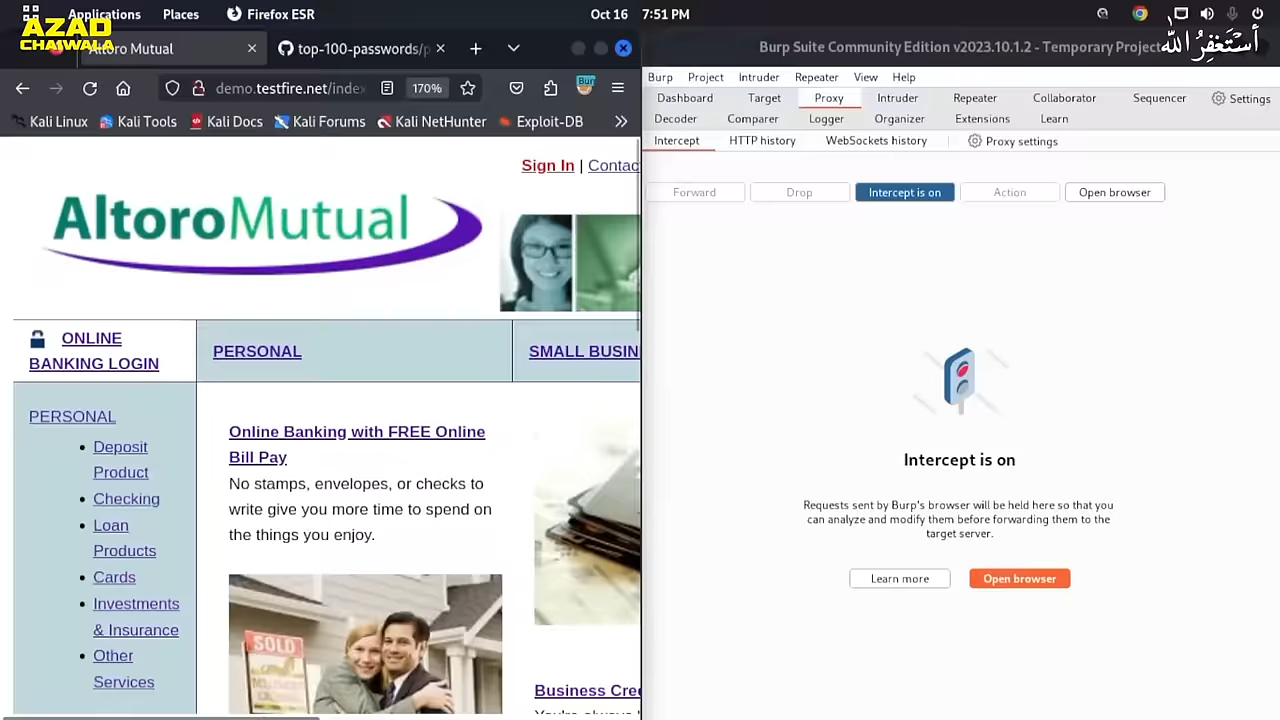 Applications Places Firefox ESR Oct 16 7:51 PM
AZAD
CHAIWALA
أستغفر الله
Altoro Mutual
top-100-passwords/p
demo.testfire.net/index
170%
Bur
Kali Linux Kali Tools Kali Docs Kali Forums Kali NetHunter Exploit-DB
Sign In | Contac
AltoroMutual
ONLINE
BANKING LOGIN
PERSONAL
SMALL BUSIN
PERSONAL
Deposit
Product
Checking
Loan
Products
Cards
Investments
& Insurance
Other
Services
Online Banking with FREE Online
Bill Pay
No stamps, envelopes, or checks to
write give you more time to spend on
the things you enjoy.
SOLD
Business Cre
Burp Suite Community Edition v2023.10.1.2 - Temporary Project
Burp Project Intruder Repeater View Help
Dashboard Target Proxy Intruder Repeater Collaborator Sequencer Settings
Decoder Comparer Logger Organizer Extensions Learn
Intercept HTTP history WebSockets history Proxy settings
Forward Drop Intercept is on Action Open browser
Intercept is on
Requests sent by Burp's browser will be held here so that you
can analyze and modify them before forwarding them to the
target server.
Learn more Open browser